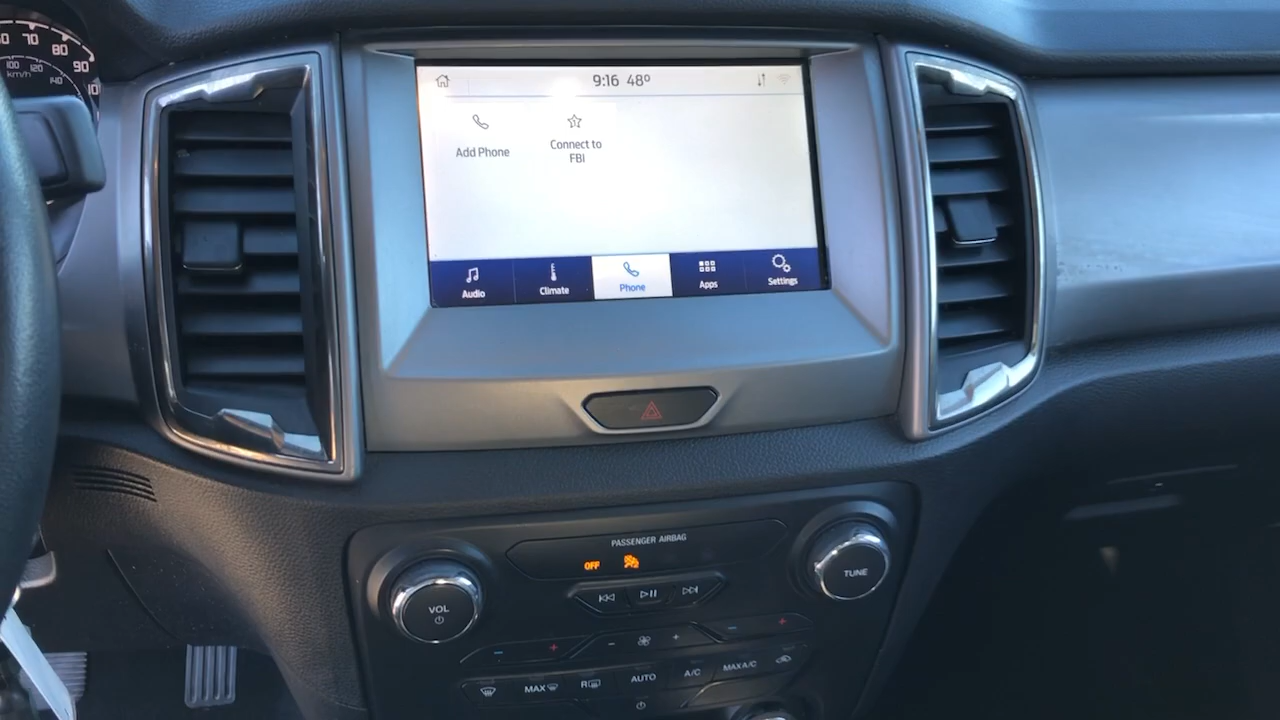 70
80
90
100
120
140
km/h
9:16 48°
Add Phone
Connect to
FBI
Audio
Climate
Phone
Apps
Settings
PASSENGER AIRBAG
OFF
VOL
TUNE
MAX
R
AUTO
A/C
MAX A/C